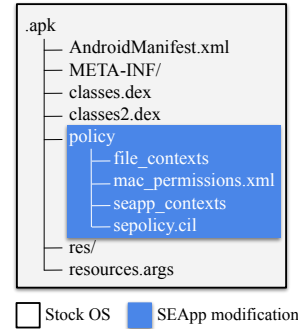 .apk
AndroidManifest.xml
META-INF/
classes.dex
classes2.dex
policy
file_contexts
mac_permissions.xml
seapp_contexts
sepolicy.cil
res/
resources.args
Stock OS SEApp modification